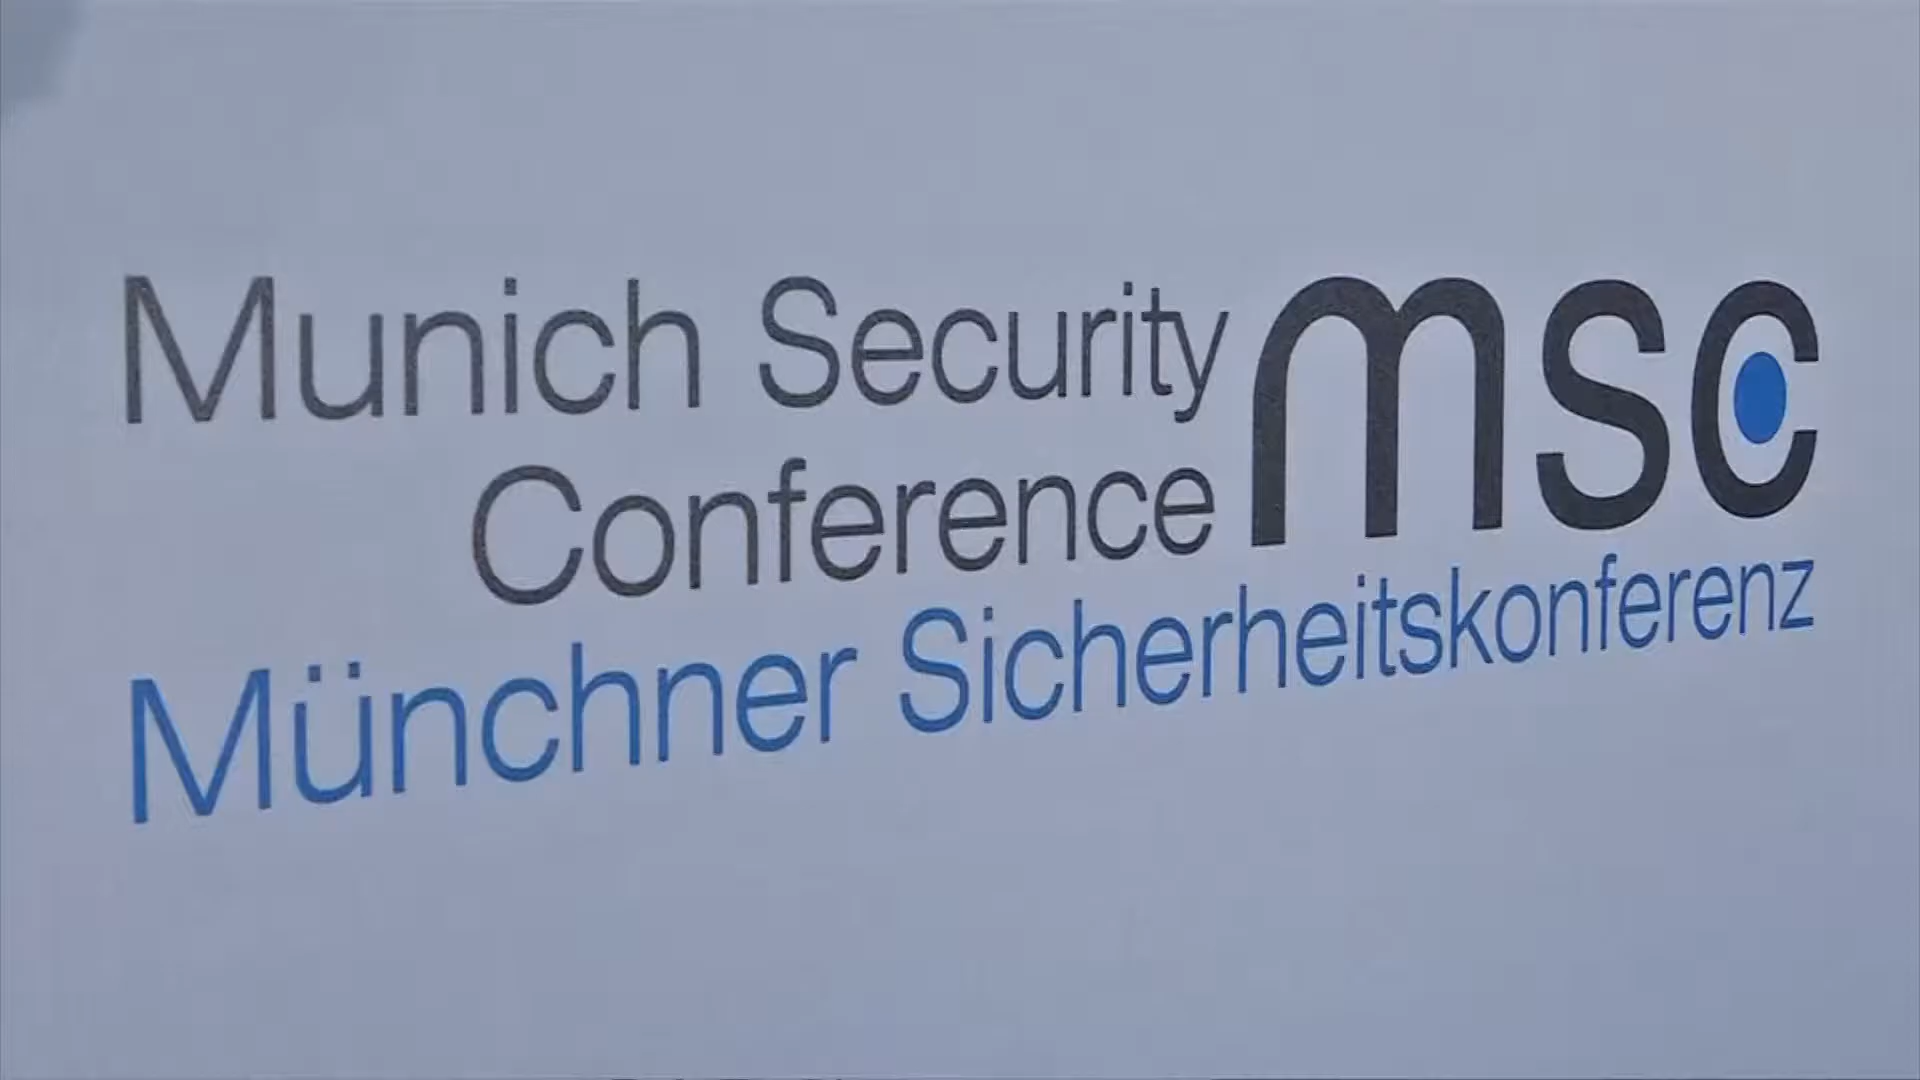 Munich Security
Conference
msc
Münchner Sicherheitskonferenz